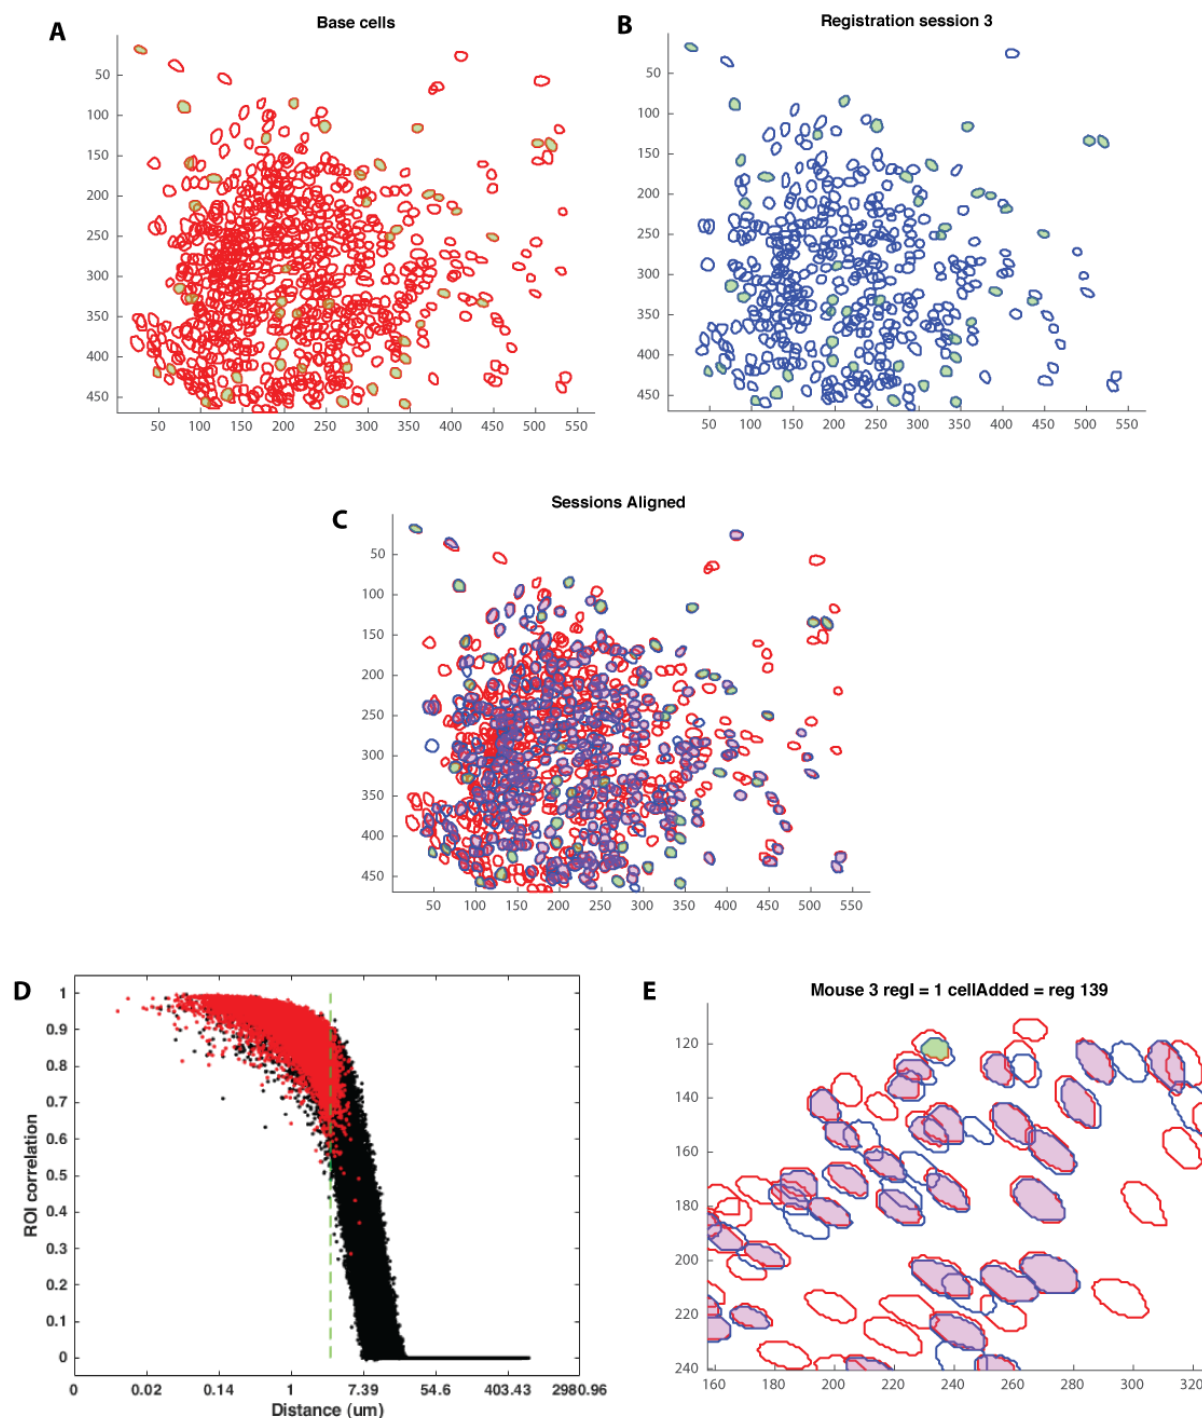 A
Base cells
50
100
150
200
250
300
350
400
450
50 100 150 200 250 300 350 400 450 500 550
B
Registration session 3
50
100
150
200
250
300
350
400
450
50 100 150 200 250 300 350 400 450 500 550
C
Sessions Aligned
50
100
150
200
250
300
350
400
450
50 100 150 200 250 300 350 400 450 500 550
D
ROI correlation
1
0.9
0.8
0.7
0.6
0.5
0.4
0.3
0.2
0.1
0
0 0.02 0.14 1 7.39 54.6 403.43 2980.96
Distance (um)
E
Mouse 3 regI = 1 cellAdded = reg 139
120
140
160
180
200
220
240
160 180 200 220 240 260 280 300 320